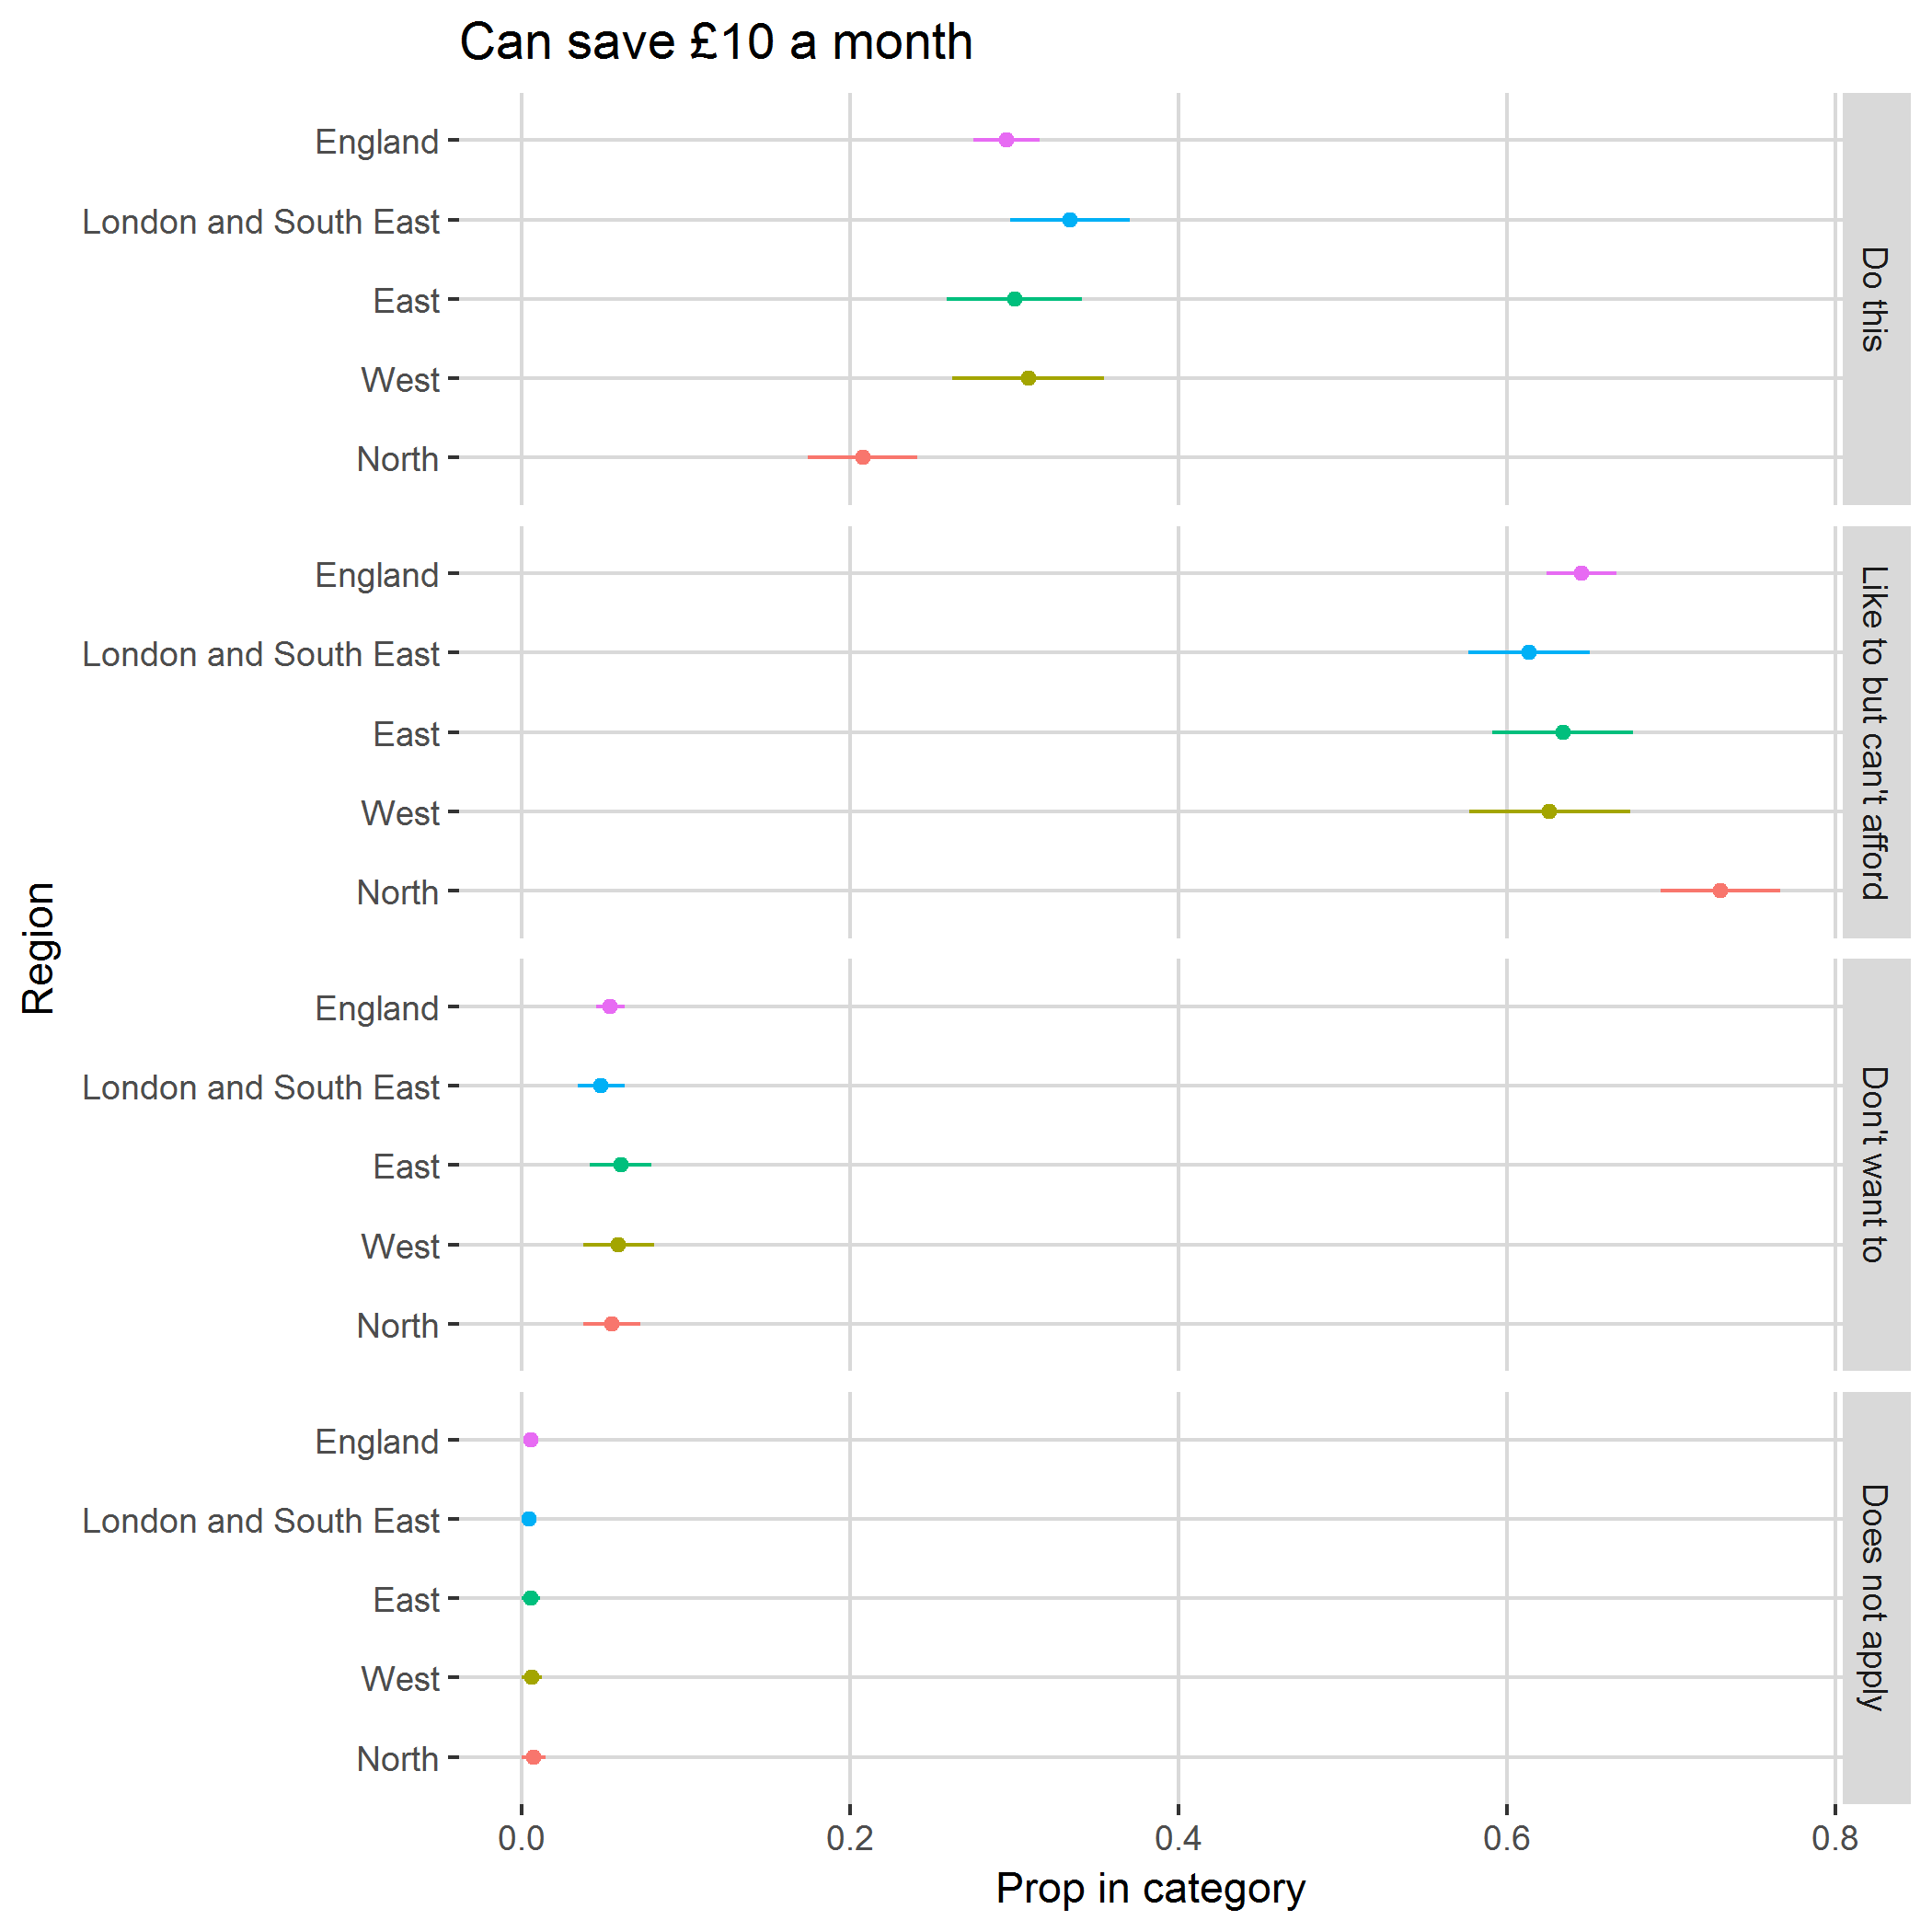 Can save £10 a month
England
London and South East
East
West
North
Do this
England
London and South East
East
West
North
Like to but can't afford
England
London and South East
East
West
North
Don't want to
England
London and South East
East
West
North
Does not apply
Region
0.0 0.2 0.4 0.6 0.8
Prop in category